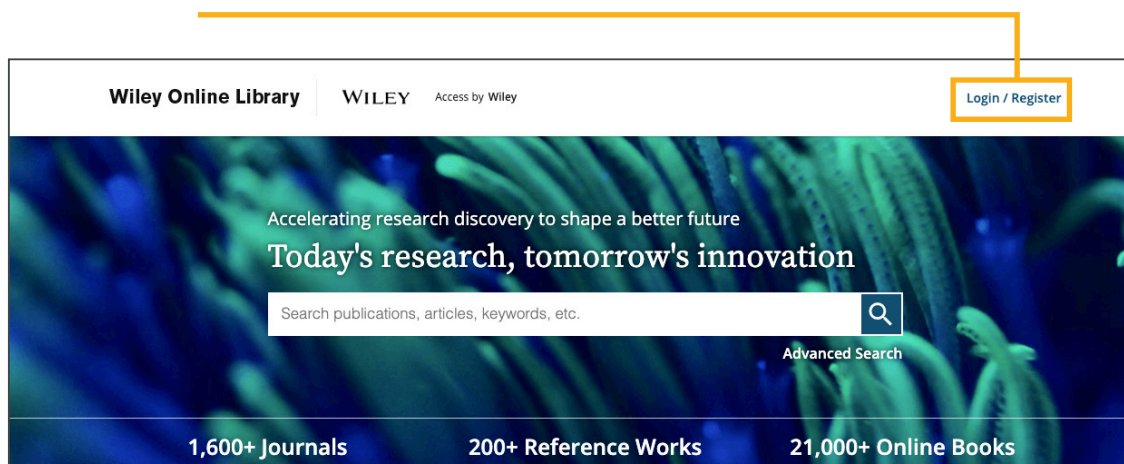 Wiley Online Library WILEY Access by Wiley Login / Register
Accelerating research discovery to shape a better future
Today's research, tomorrow's innovation
Search publications, articles, keywords, etc.
Advanced Search
1,600+ Journals 200+ Reference Works 21,000+ Online Books